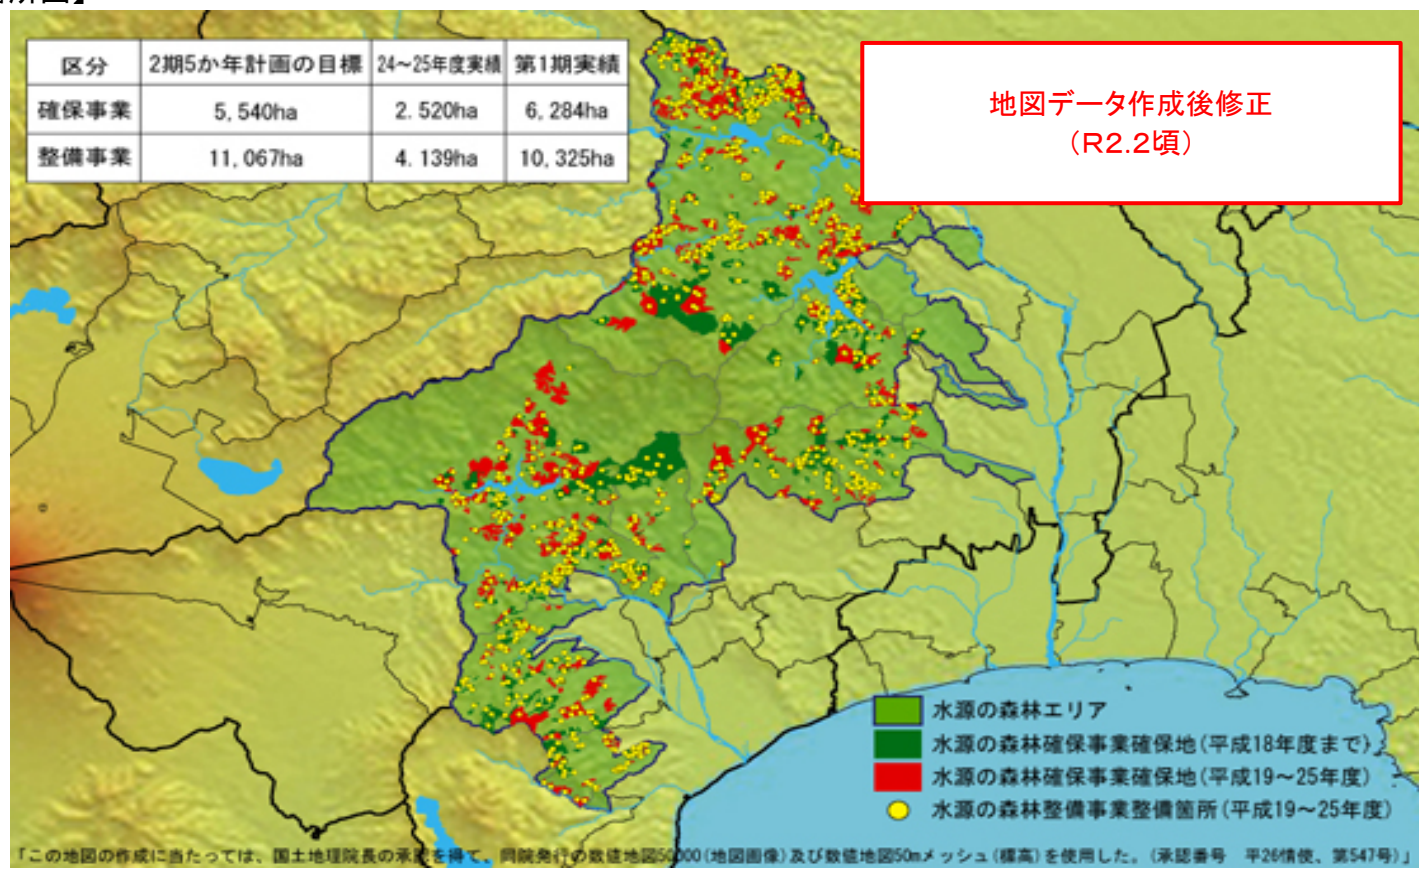 区分 2期5か年計画の目標 24～25年度実績 第1期実績
確保事業 5,540ha 2.520ha 6,284ha
整備事業 11,067ha 4.139ha 10,325ha
地図データ作成後修正
（R2.2頃）
水源の森林エリア
水源の森林確保事業確保地(平成18年度まで)
水源の森林確保事業確保地(平成19～25年度)
水源の森林整備事業整備箇所(平成19～25年度)
「この地図の作成に当たっては、国土地理院長の承認を得て、同院発行の数値地図50000(地図画像)及び数値地図50mメッシュ(標高)を使用した。(承認番号 平26情使、第547号)」